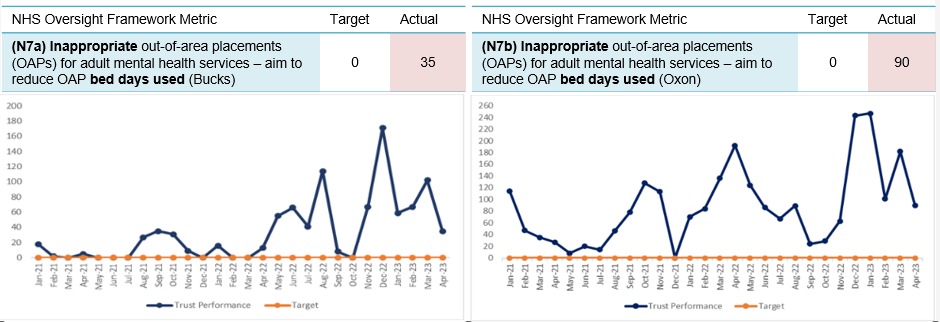 NHS Oversight Framework Metric Target Actual
(N7a) Inappropriate out-of-area placements
(OAPs) for adult mental health services – aim to
reduce OAP bed days used (Bucks)
0 35
200
180
160
140
120
100
80
60
40
20
0
Jan-21 Feb-21 Mar-21 Apr-21 May-21 Jun-21 Jul-21 Aug-21 Sep-21 Oct-21 Nov-21 Dec-21 Jan-22 Feb-22 Mar-22 Apr-22 May-22 Jun-22 Jul-22 Aug-22 Sep-22 Oct-22 Nov-22 Dec-22 Jan-23 Feb-23 Mar-23 Apr-23
Trust Performance Target
NHS Oversight Framework Metric Target Actual
(N7b) Inappropriate out-of-area placements
(OAPs) for adult mental health services – aim to
reduce OAP bed days used (Oxon)
0 90
260
240
220
200
180
160
140
120
100
80
60
40
20
0
Jan-21 Feb-21 Mar-21 Apr-21 May-21 Jun-21 Jul-21 Aug-21 Sep-21 Oct-21 Nov-21 Dec-21 Jan-22 Feb-22 Mar-22 Apr-22 May-22 Jun-22 Jul-22 Aug-22 Sep-22 Oct-22 Nov-22 Dec-22 Jan-23 Feb-23 Mar-23 Apr-23
Trust Performance Target